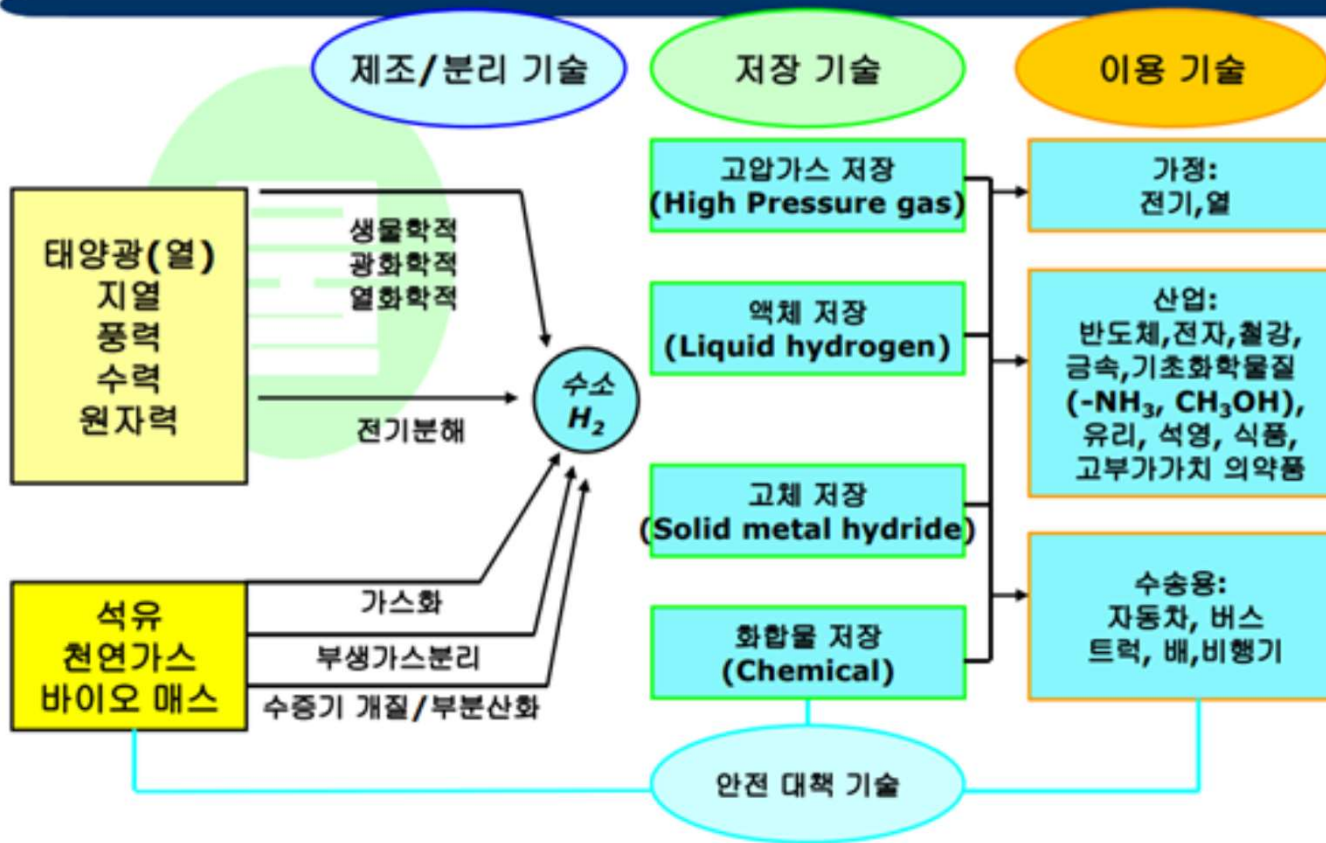 제조/분리 기술
저장 기술
이용 기술
태양광(열)
지열
풍력
수력
원자력
생물학적
광화학적
열화학적
전기분해
수소
H₂
석유
천연가스
바이오 매스
가스화
부생가스분리
수증기 개질/부분산화
고압가스 저장
(High Pressure gas)
액체 저장
(Liquid hydrogen)
고체 저장
(Solid metal hydride)
화합물 저장
(Chemical)
가정:
전기,열
산업:
반도체,전자,철강,
금속,기초화학물질
(-NH₃, CH₃OH),
유리, 석영, 식품,
고부가가치 의약품
수송용:
자동차, 버스
트럭, 배,비행기
안전 대책 기술